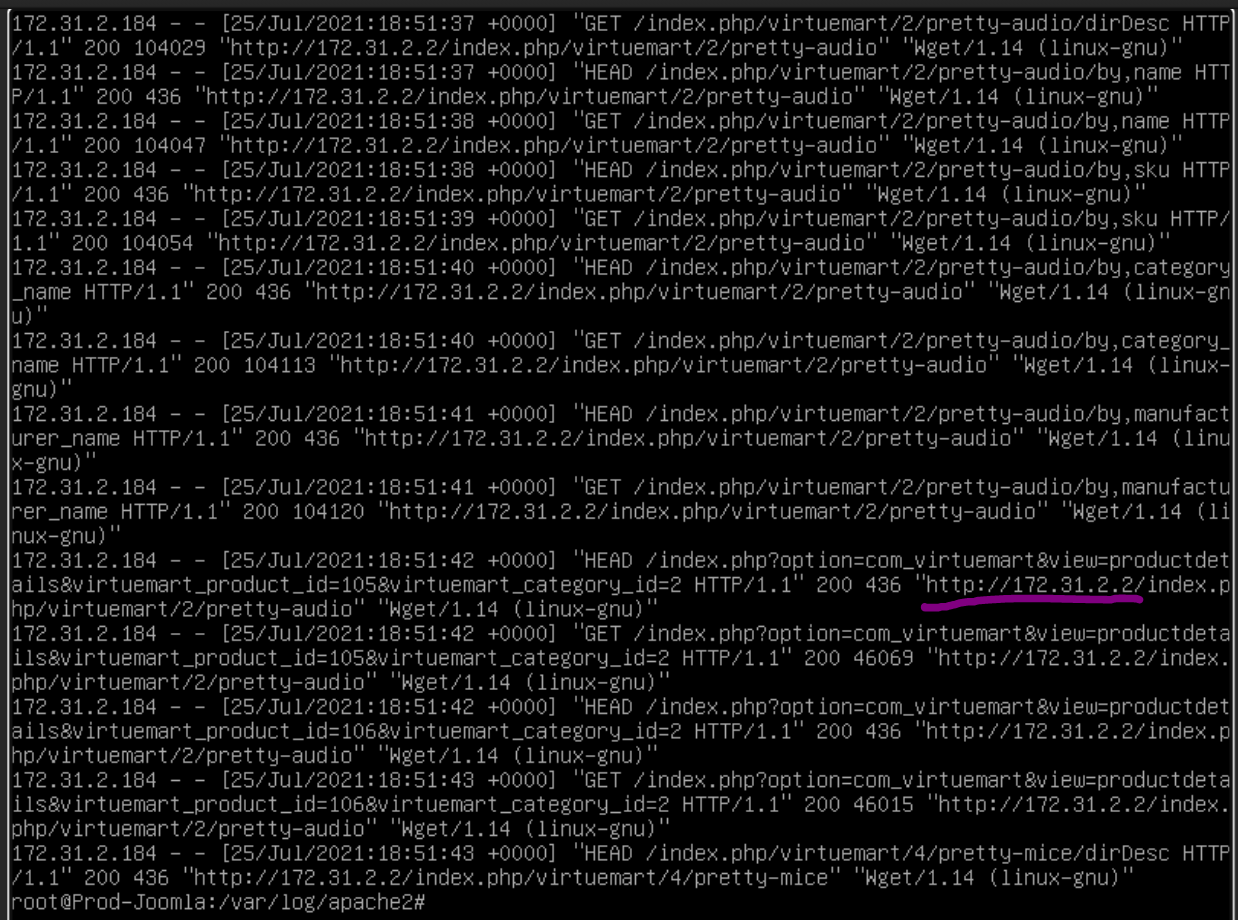 172.31.2.184 - - [25/Jul/2021:18:51:37 +0000] "GET /index.php/virtuemart/2/pretty-audio/dirDesc HTTP
/1.1" 200 104029 "http://172.31.2.2/index.php/virtuemart/2/pretty-audio" "Wget/1.14 (linux-gnu)"
172.31.2.184 - - [25/Jul/2021:18:51:37 +0000] "HEAD /index.php/virtuemart/2/pretty-audio/by,name HTT
P/1.1" 200 436 "http://172.31.2.2/index.php/virtuemart/2/pretty-audio" "Wget/1.14 (linux-gnu)"
172.31.2.184 - - [25/Jul/2021:18:51:38 +0000] "GET /index.php/virtuemart/2/pretty-audio/by,name HTTP
/1.1" 200 104047 "http://172.31.2.2/index.php/virtuemart/2/pretty-audio" "Wget/1.14 (linux-gnu)"
172.31.2.184 - - [25/Jul/2021:18:51:38 +0000] "HEAD /index.php/virtuemart/2/pretty-audio/by,sku HTTP
/1.1" 200 436 "http://172.31.2.2/index.php/virtuemart/2/pretty-audio" "Wget/1.14 (linux-gnu)"
172.31.2.184 - - [25/Jul/2021:18:51:39 +0000] "GET /index.php/virtuemart/2/pretty-audio/by,sku HTTP/
1.1" 200 104054 "http://172.31.2.2/index.php/virtuemart/2/pretty-audio" "Wget/1.14 (linux-gnu)"
172.31.2.184 - - [25/Jul/2021:18:51:40 +0000] "HEAD /index.php/virtuemart/2/pretty-audio/by,category
_name HTTP/1.1" 200 436 "http://172.31.2.2/index.php/virtuemart/2/pretty-audio" "Wget/1.14 (linux-gn
u)"
172.31.2.184 - - [25/Jul/2021:18:51:40 +0000] "GET /index.php/virtuemart/2/pretty-audio/by,category_
name HTTP/1.1" 200 104113 "http://172.31.2.2/index.php/virtuemart/2/pretty-audio" "Wget/1.14 (linux-
gnu)"
172.31.2.184 - - [25/Jul/2021:18:51:41 +0000] "HEAD /index.php/virtuemart/2/pretty-audio/by,manufact
urer_name HTTP/1.1" 200 436 "http://172.31.2.2/index.php/virtuemart/2/pretty-audio" "Wget/1.14 (linu
x-gnu)"
172.31.2.184 - - [25/Jul/2021:18:51:41 +0000] "GET /index.php/virtuemart/2/pretty-audio/by,manufactu
rer_name HTTP/1.1" 200 104120 "http://172.31.2.2/index.php/virtuemart/2/pretty-audio" "Wget/1.14 (li
nux-gnu)"
172.31.2.184 - - [25/Jul/2021:18:51:42 +0000] "HEAD /index.php?option=com_virtuemart&view=productdet
ails&virtuemart_product_id=105&virtuemart_category_id=2 HTTP/1.1" 200 436 "http://172.31.2.2/index.p
hp/virtuemart/2/pretty-audio" "Wget/1.14 (linux-gnu)"
172.31.2.184 - - [25/Jul/2021:18:51:42 +0000] "GET /index.php?option=com_virtuemart&view=productdeta
ils&virtuemart_product_id=105&virtuemart_category_id=2 HTTP/1.1" 200 46069 "http://172.31.2.2/index.
php/virtuemart/2/pretty-audio" "Wget/1.14 (linux-gnu)"
172.31.2.184 - - [25/Jul/2021:18:51:42 +0000] "HEAD /index.php?option=com_virtuemart&view=productdet
ails&virtuemart_product_id=106&virtuemart_category_id=2 HTTP/1.1" 200 436 "http://172.31.2.2/index.p
hp/virtuemart/2/pretty-audio" "Wget/1.14 (linux-gnu)"
172.31.2.184 - - [25/Jul/2021:18:51:43 +0000] "GET /index.php?option=com_virtuemart&view=productdeta
ils&virtuemart_product_id=106&virtuemart_category_id=2 HTTP/1.1" 200 46015 "http://172.31.2.2/index.
php/virtuemart/2/pretty-audio" "Wget/1.14 (linux-gnu)"
172.31.2.184 - - [25/Jul/2021:18:51:43 +0000] "HEAD /index.php/virtuemart/4/pretty-mice/dirDesc HTTP
/1.1" 200 436 "http://172.31.2.2/index.php/virtuemart/4/pretty-mice" "Wget/1.14 (linux-gnu)"
root@Prod-Joomla:/var/log/apache2#